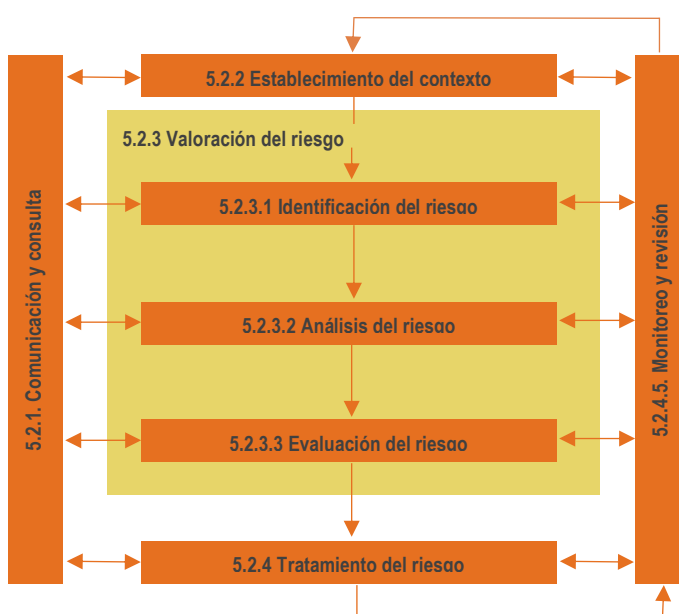 5.2.2 Establecimiento del contexto
5.2.3 Valoración del riesgo
5.2.3.1 Identificación del riesgo
5.2.3.2 Análisis del riesgo
5.2.3.3 Evaluación del riesgo
5.2.4 Tratamiento del riesgo
5.2.1. Comunicación y consulta
5.2.4.5. Monitoreo y revisión